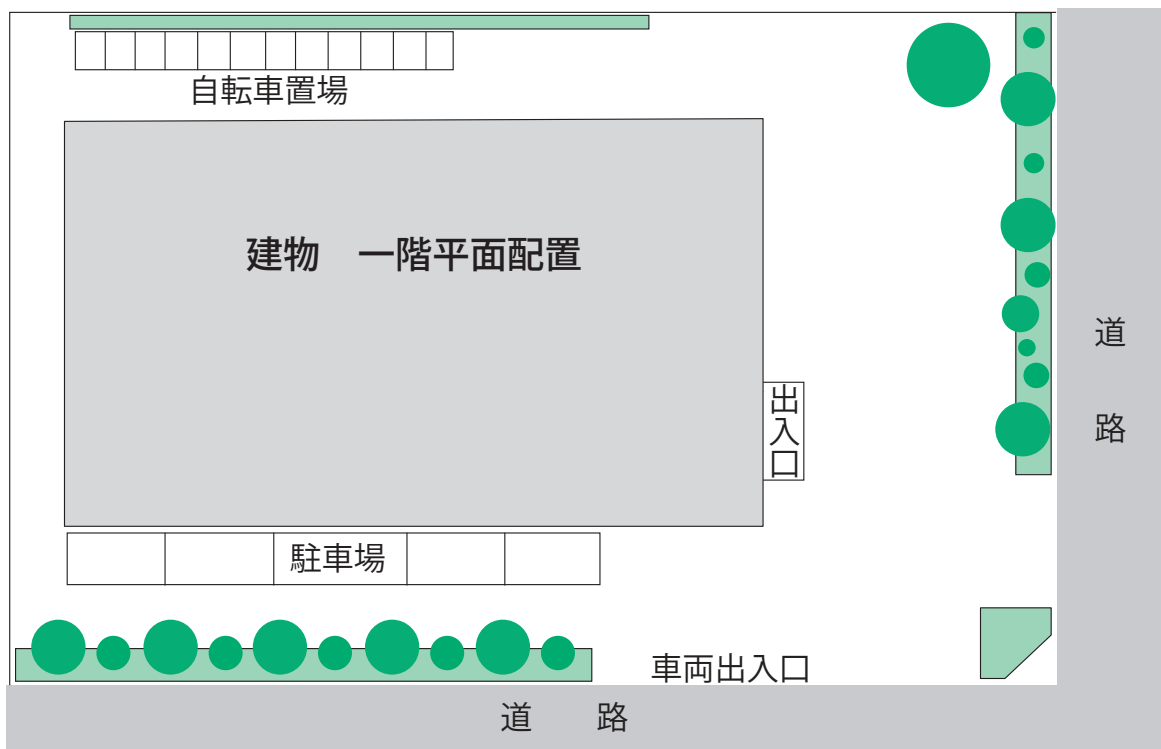 自転車置場
建物　一階平面配置
出入口
道路
駐車場
車両出入口
道　路